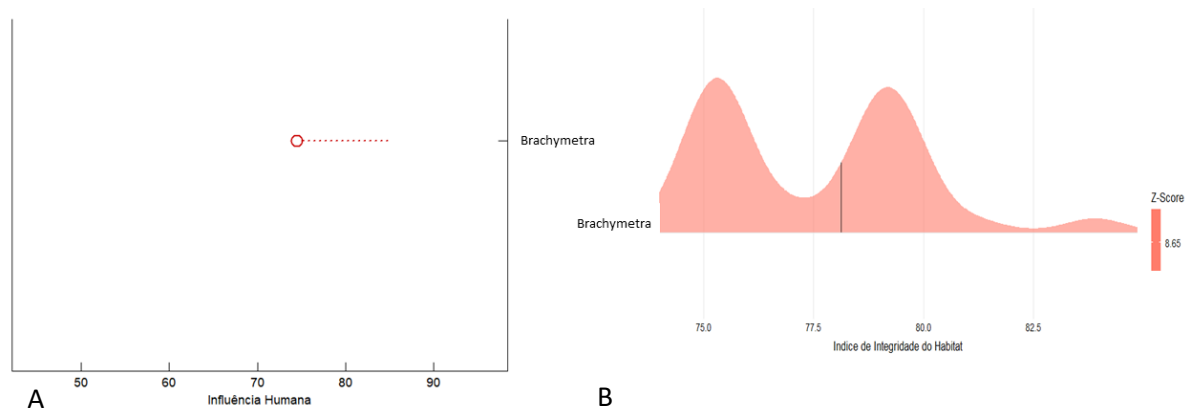 Brachymetra
50 60 70 80 90
Influência Humana
A
Brachymetra
75.0 77.5 80.0 82.5
Indice de Integridade do Habitat
Z-Score
8.65
B